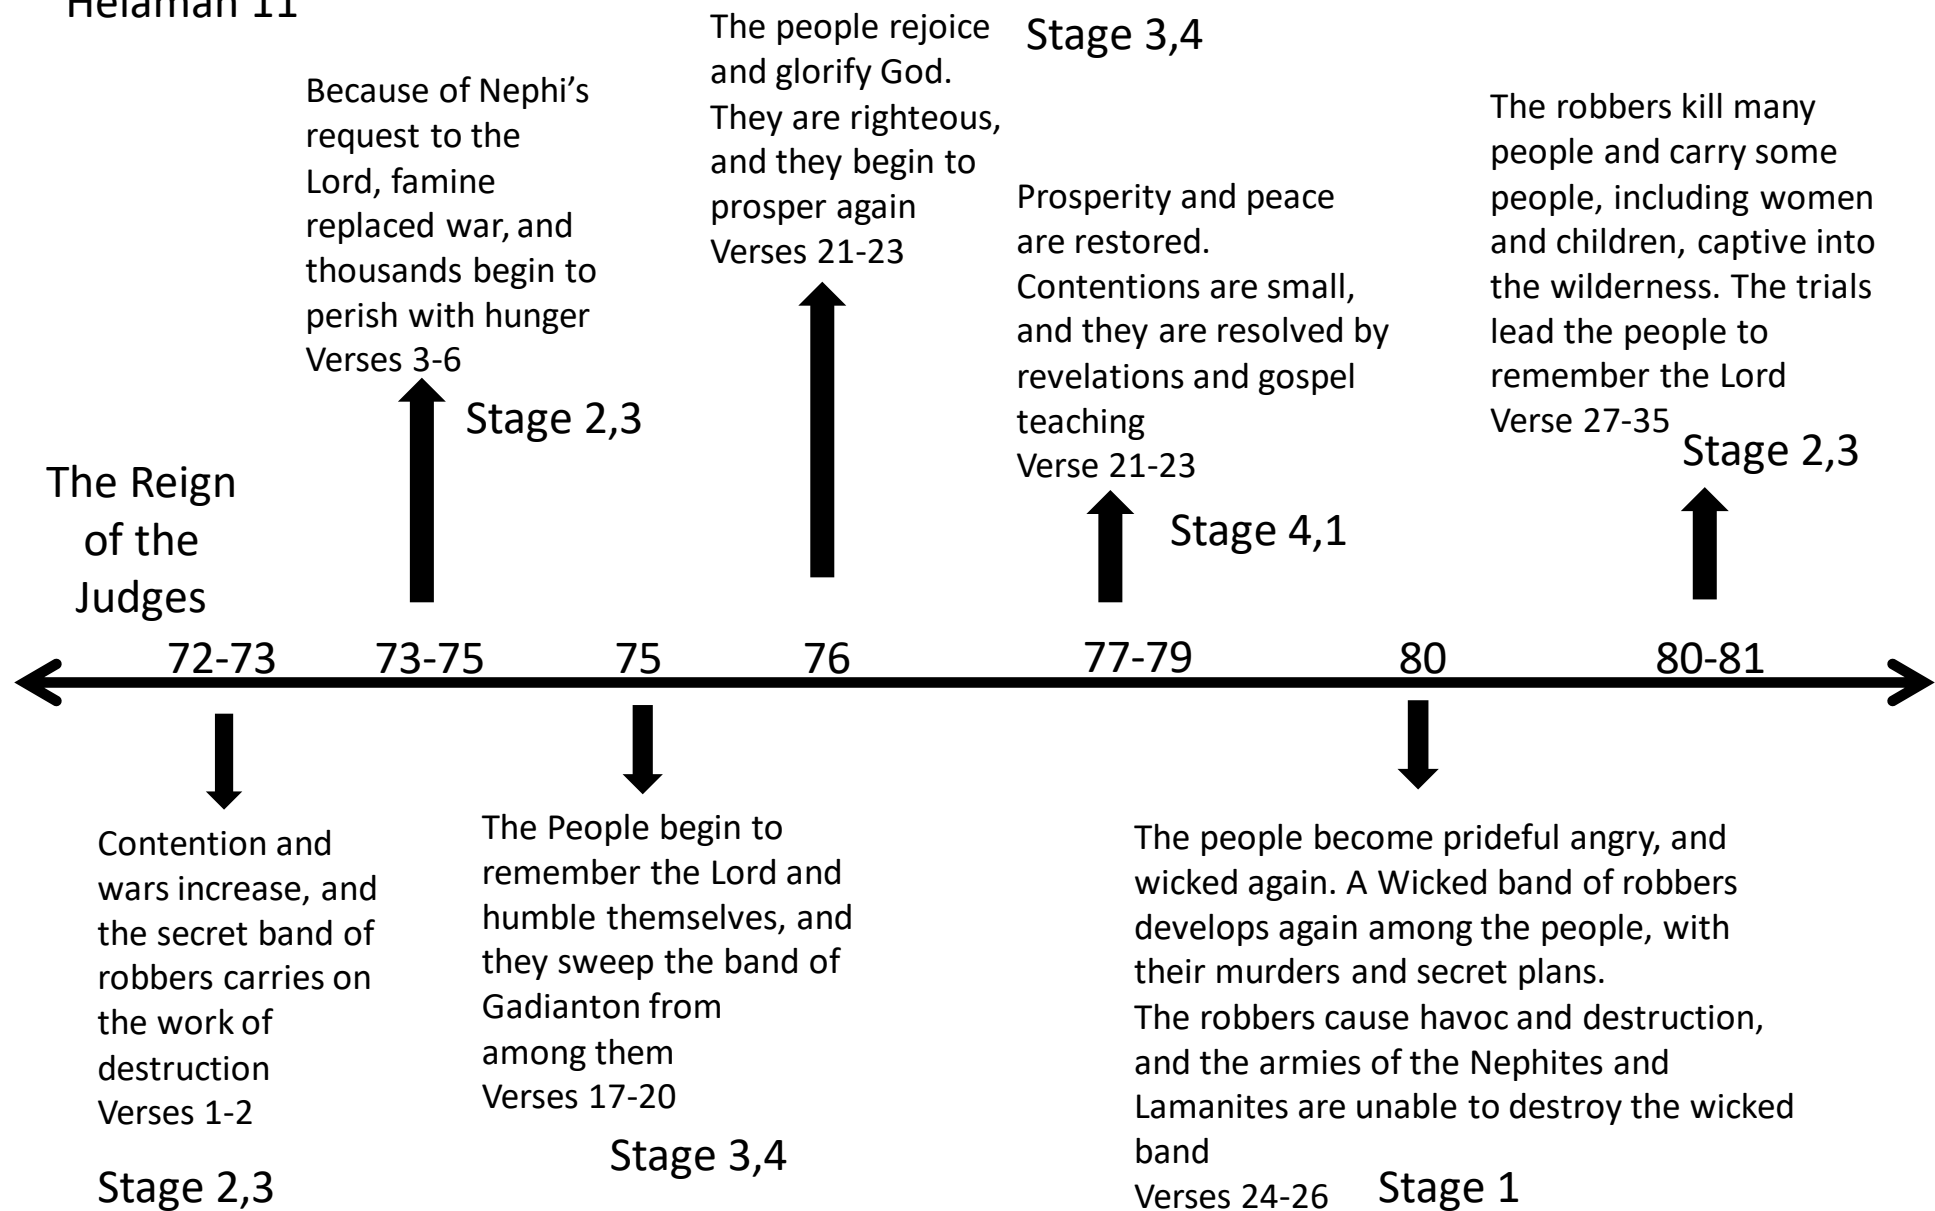 Helaman 11
The people rejoice
and glorify God.
They are righteous,
and they begin to
prosper again
Verses 21-23
Stage 3,4
Because of Nephi’s
request to the
Lord, famine
replaced war, and
thousands begin to
perish with hunger
Verses 3-6
Stage 2,3
Prosperity and peace
are restored.
Contentions are small,
and they are resolved by
revelations and gospel
teaching
Verse 21-23
Stage 4,1
The robbers kill many
people and carry some
people, including women
and children, captive into
the wilderness. The trials
lead the people to
remember the Lord
Verse 27-35
Stage 2,3
The Reign
of the
Judges
72-73 73-75 75 76 77-79 80 80-81
Contention and
wars increase, and
the secret band of
robbers carries on
the work of
destruction
Verses 1-2
Stage 2,3
The People begin to
remember the Lord and
humble themselves, and
they sweep the band of
Gadianton from
among them
Verses 17-20
Stage 3,4
The people become prideful angry, and
wicked again. A Wicked band of robbers
develops again among the people, with
their murders and secret plans.
The robbers cause havoc and destruction,
and the armies of the Nephites and
Lamanites are unable to destroy the wicked
band
Verses 24-26
Stage 1